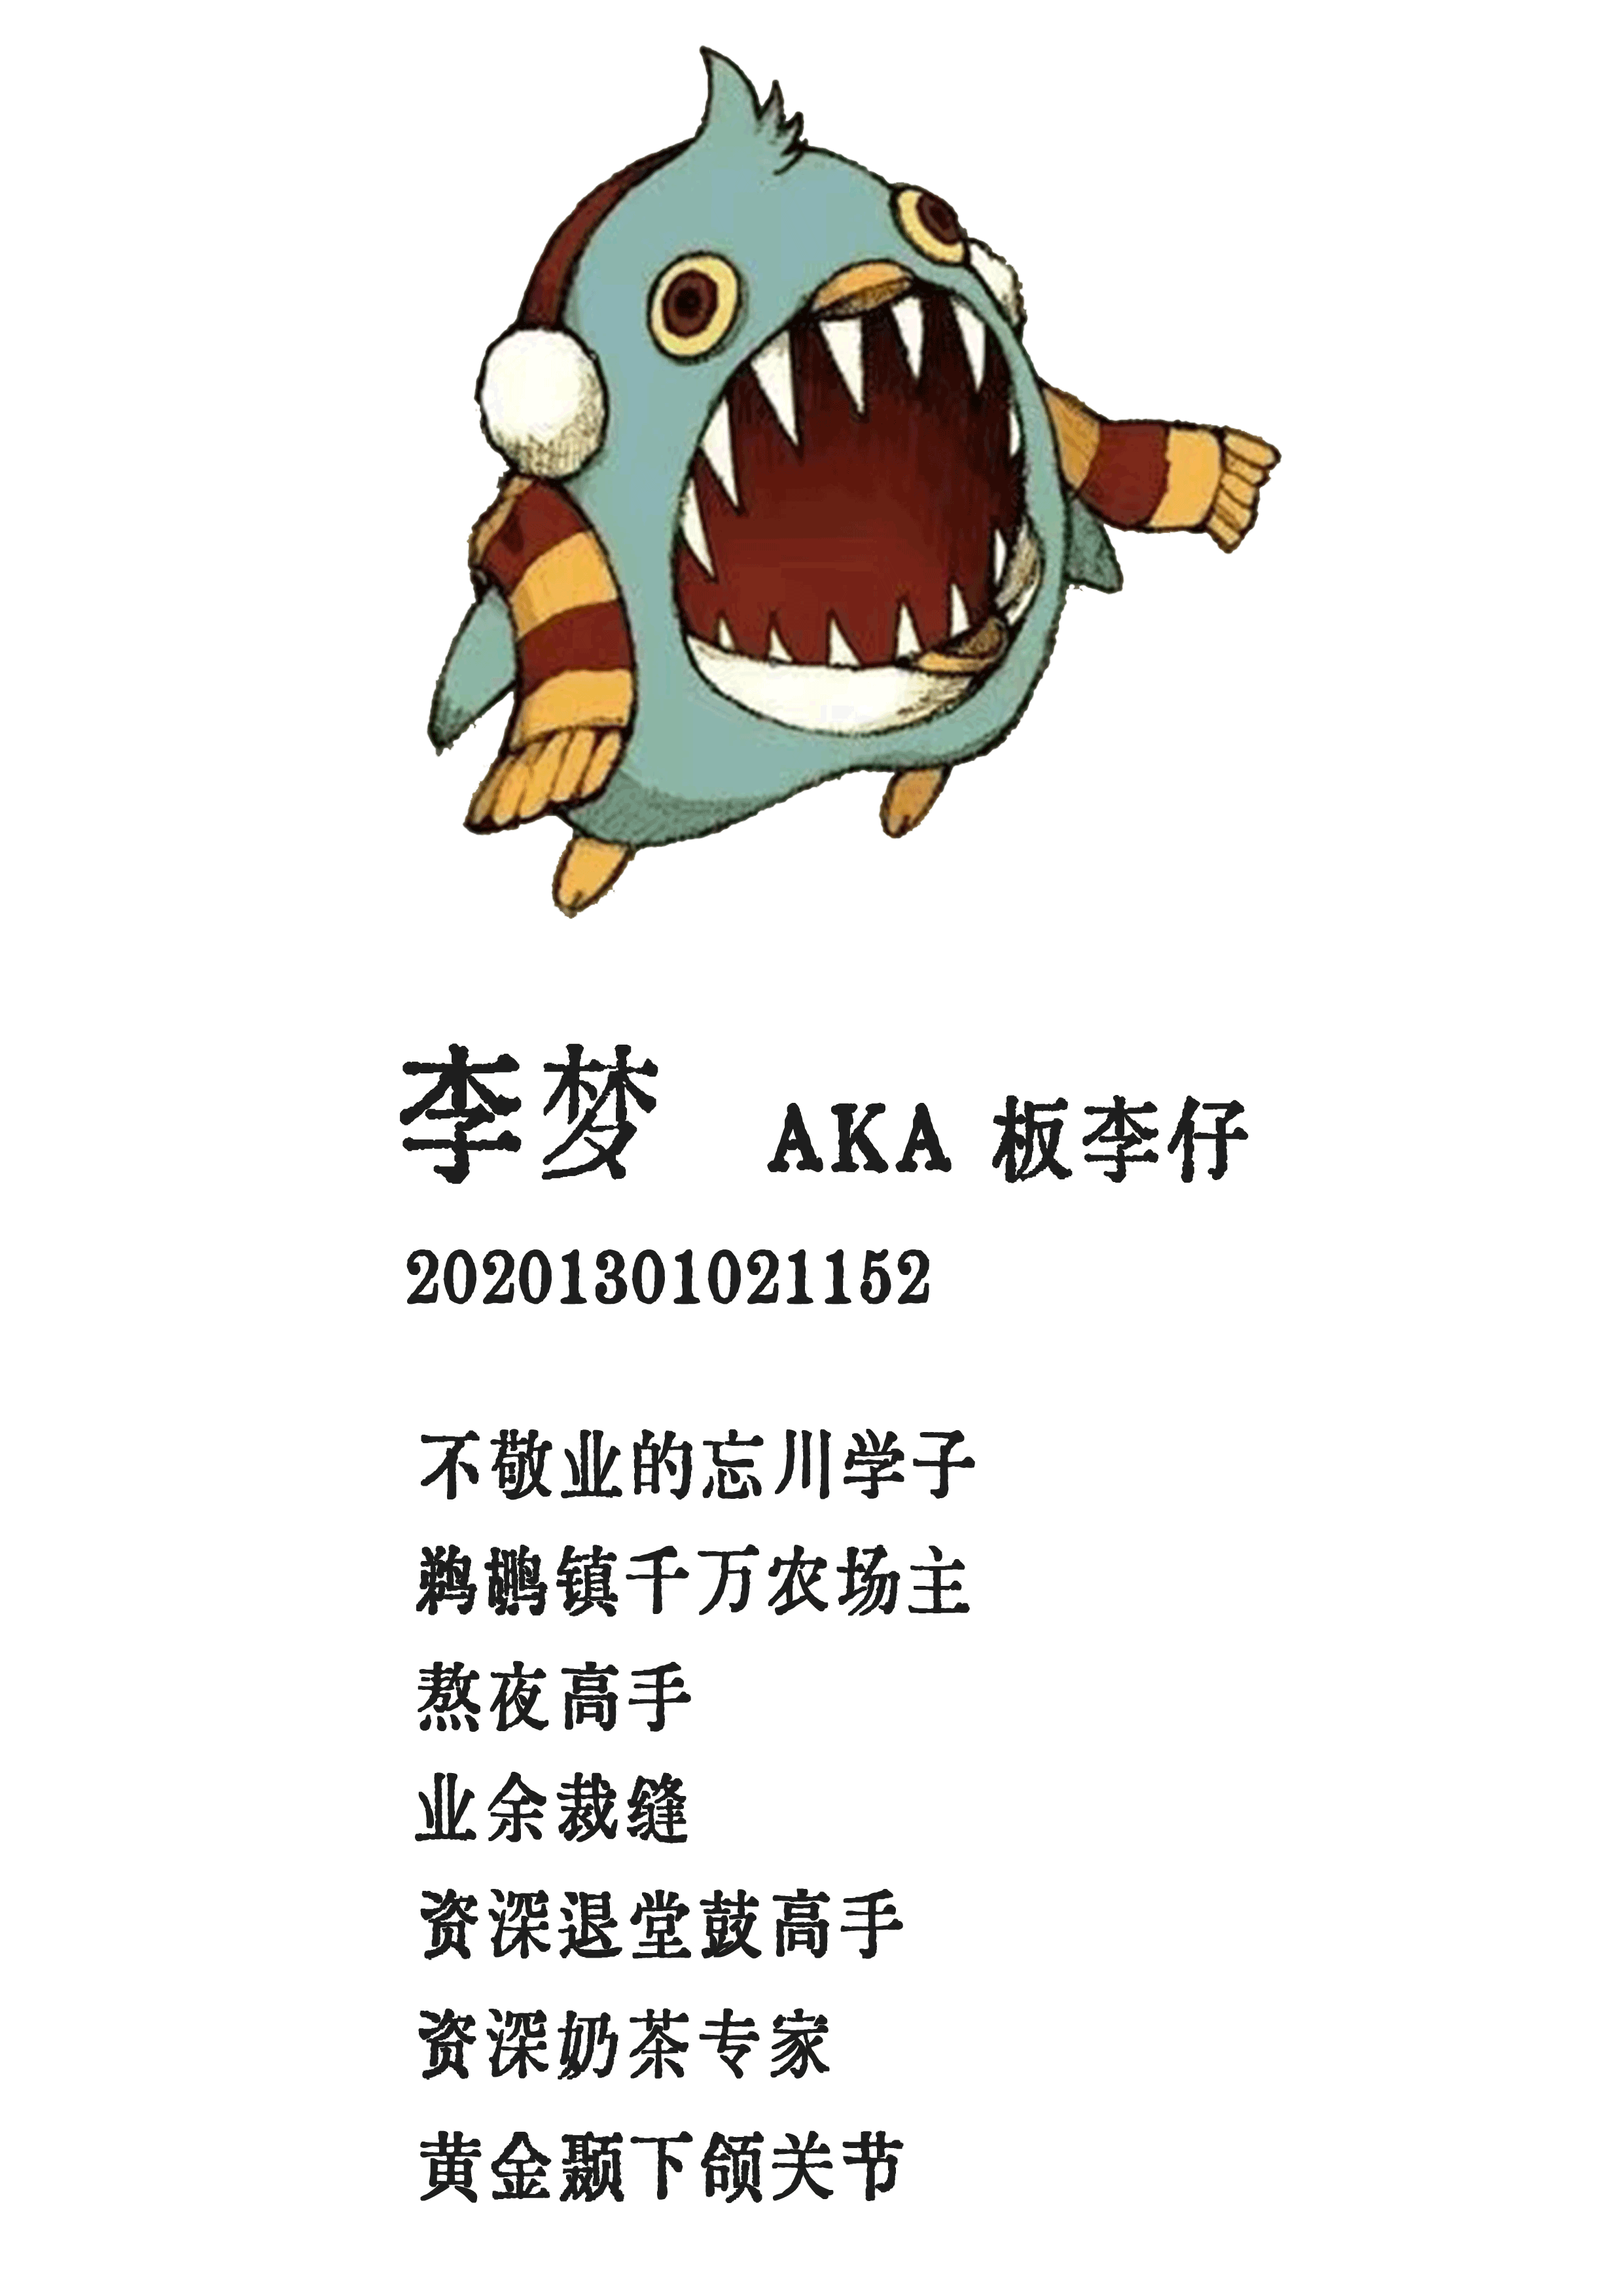 李梦 AKA 板李仔
20201301021152
不敬业的忘川学子
鹈鹕镇千万农场主
熬夜高手
业余裁缝
资深退堂鼓高手
资深奶茶专家
黄金颞下颌关节